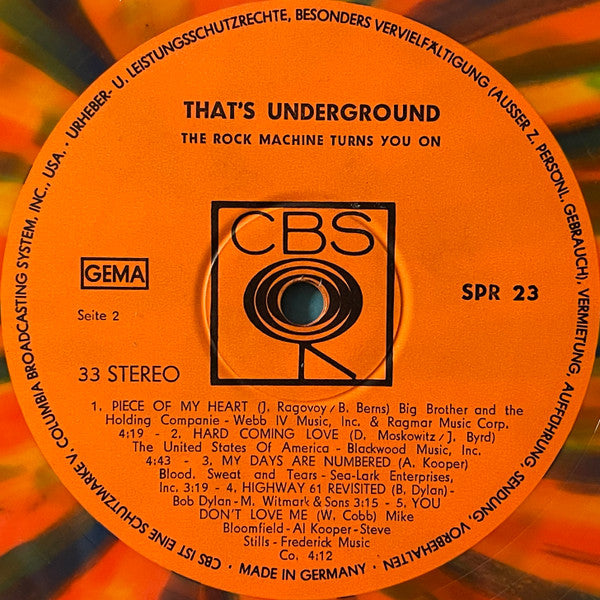 THAT'S UNDERGROUND
THE ROCK MACHINE TURNS YOU ON
CBS
GEMA
SPR 23
Seite 2
33 STEREO
1. PIECE OF MY HEART (J. Ragovoy/B. Berns) Big Brother and the
Holding Companie - Webb IV Music, Inc. & Ragmar Music Corp.
4:19 - 2. HARD COMING LOVE (D. Moskowitz/J. Byrd)
The United States Of America - Blackwood Music, Inc.
4:43 - 3. MY DAYS ARE NUMBERED (A. Kooper)
Blood. Sweat and Tears - Sea-Lark Enterprises,
Inc. 3:19 - 4. HIGHWAY 61 REVISITED (B. Dylan)-
Bob Dylan- M. Witmark & Sons 3:15 - 5. YOU
DON'T LOVE ME (W. Cobb) Mike
Bloomfield - Al Kooper - Steve
Stills - Frederick Music
Co. 4:12
CBS IST EINE SCHUTZMARKE V. COLUMBIA BROADCASTING SYSTEM, INC., USA. · URHEBER- U. LEISTUNGSSCHUTZRECHTE, BESONDERS VERVIELFÄLTIGUNG (AUSSER Z. PERSÖNL. GEBRAUCH), VERMIETUNG, AUFFÜHRUNG, SENDUNG, VORBEHALTEN · MADE IN GERMANY ·